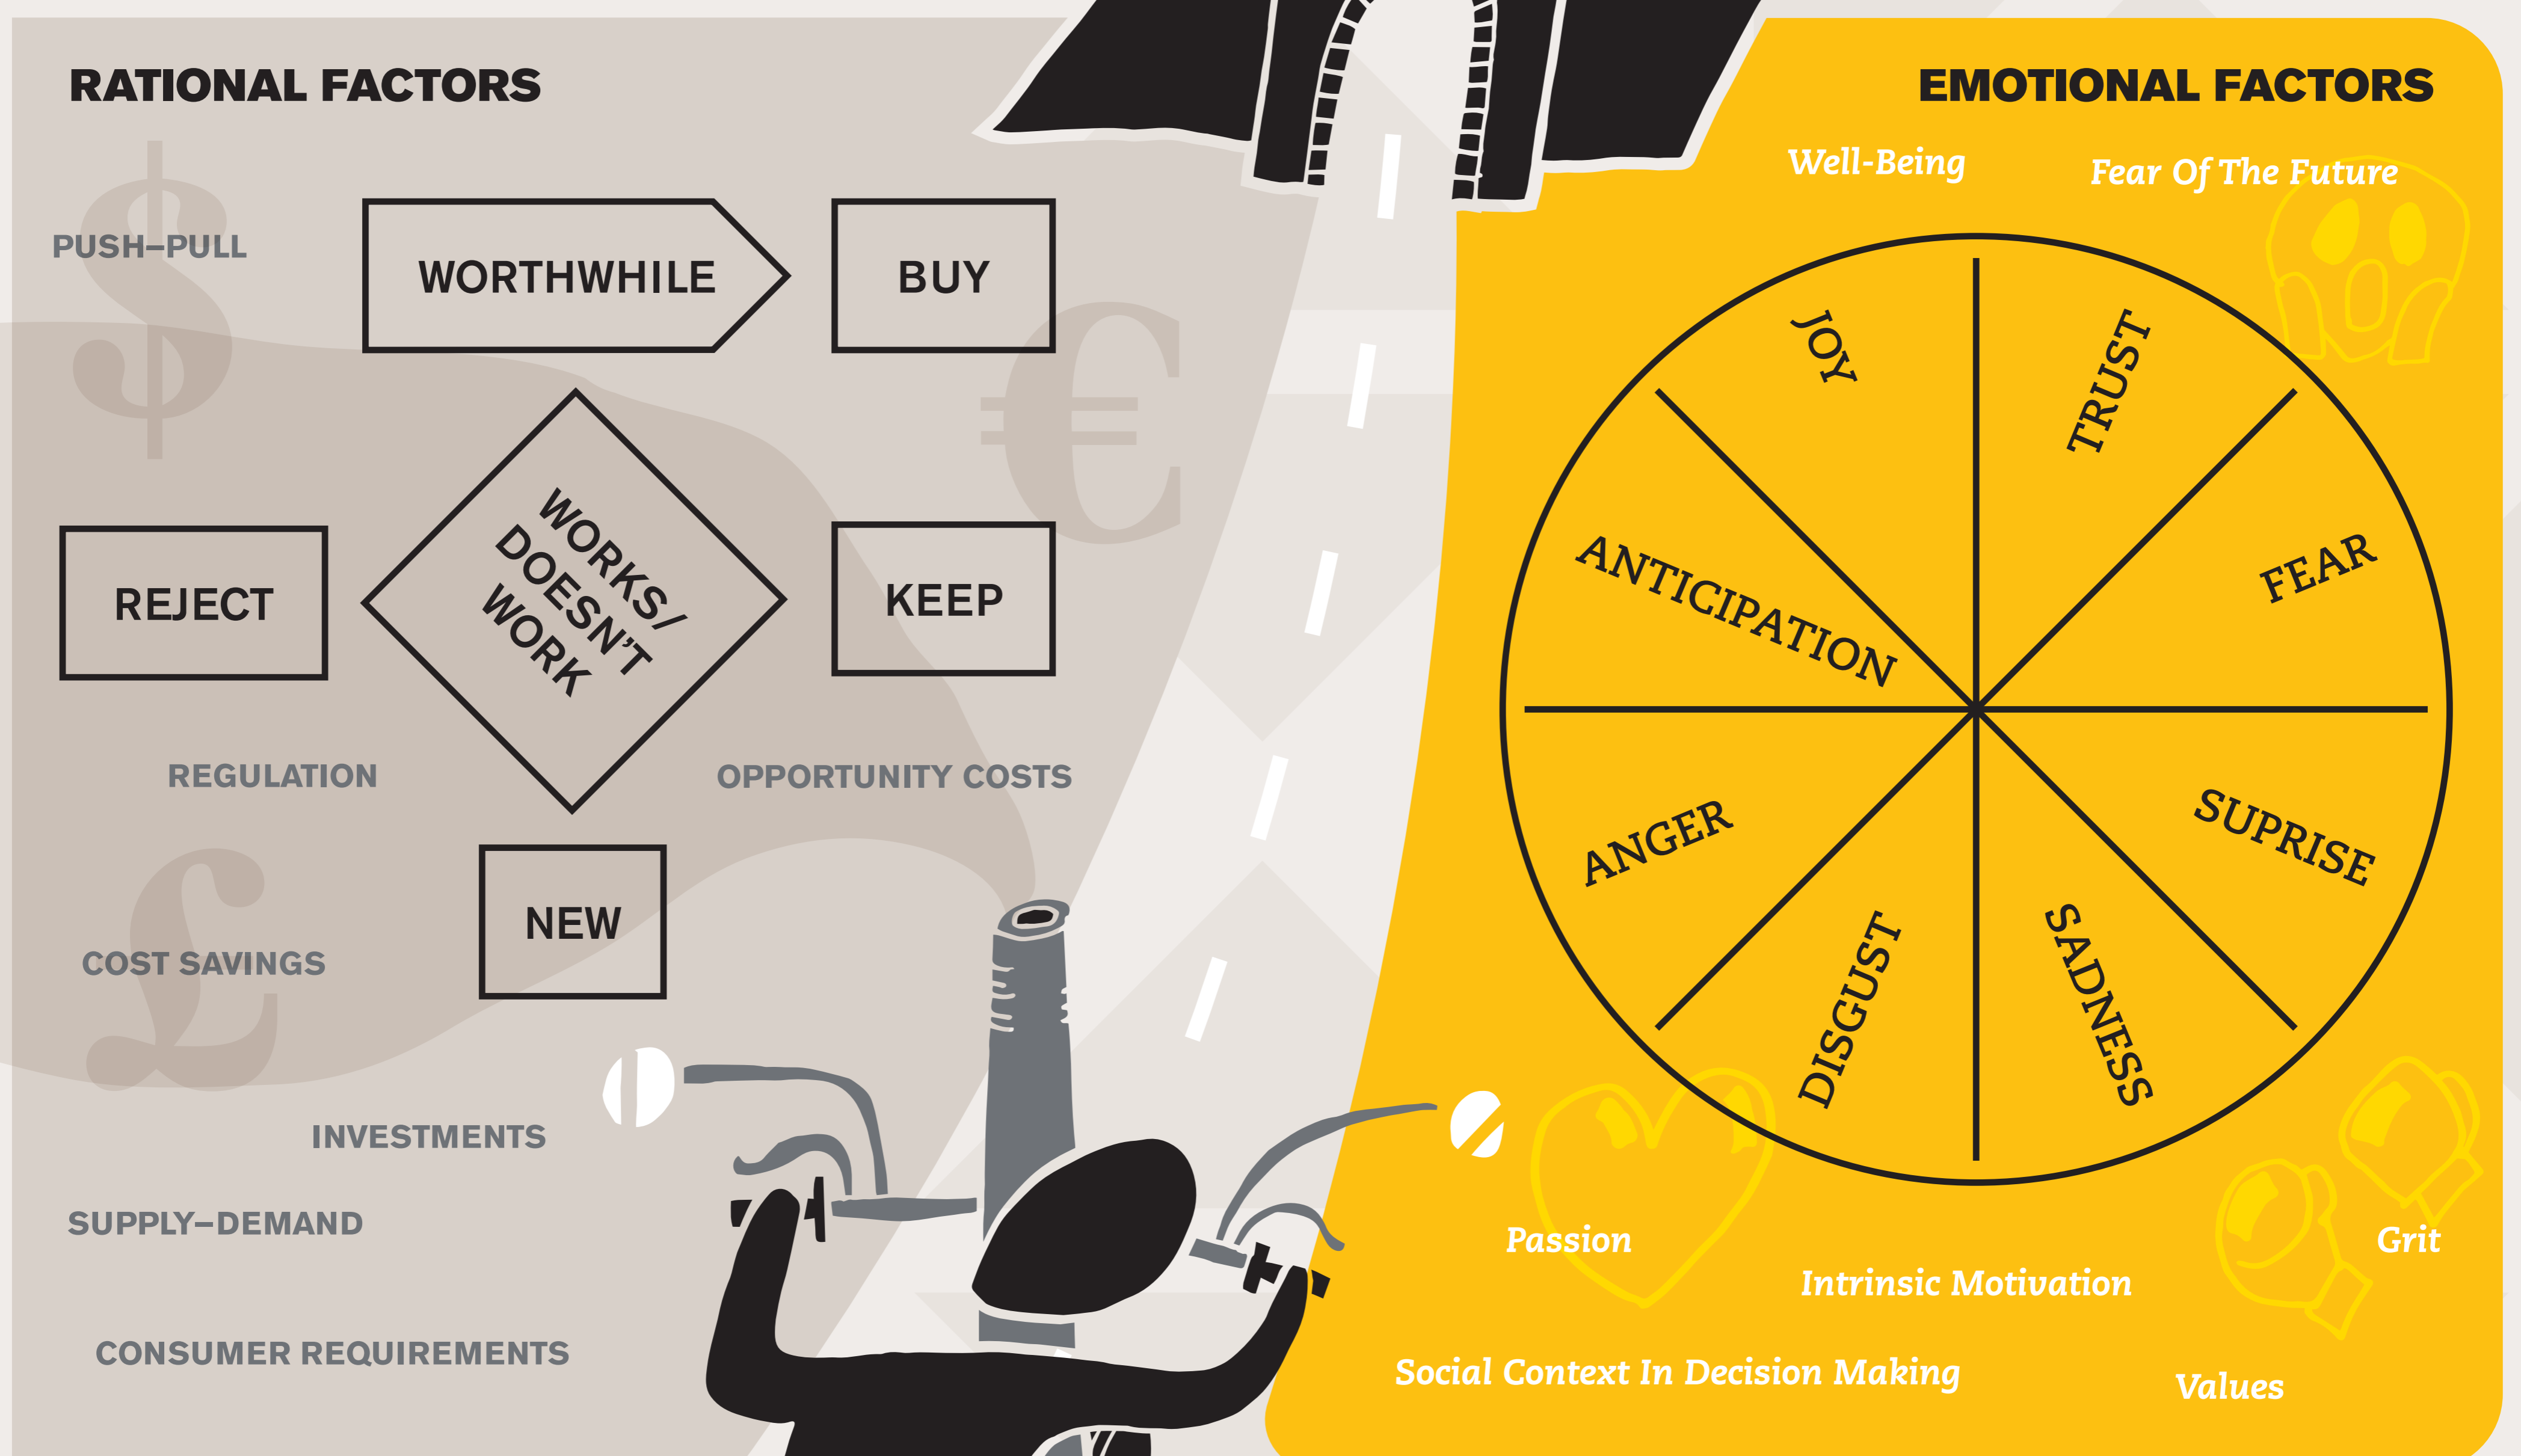 RATIONAL FACTORS
PUSH–PULL
WORTHWHILE
BUY
REJECT
WORKS/
DOESN'T
WORK
KEEP
REGULATION
OPPORTUNITY COSTS
NEW
COST SAVINGS
INVESTMENTS
SUPPLY–DEMAND
CONSUMER REQUIREMENTS
$
€
£
EMOTIONAL FACTORS
Well-Being
Fear Of The Future
JOY
TRUST
ANTICIPATION
FEAR
ANGER
SUPRISE
DISGUST
SADNESS
Passion
Grit
Intrinsic Motivation
Social Context In Decision Making
Values